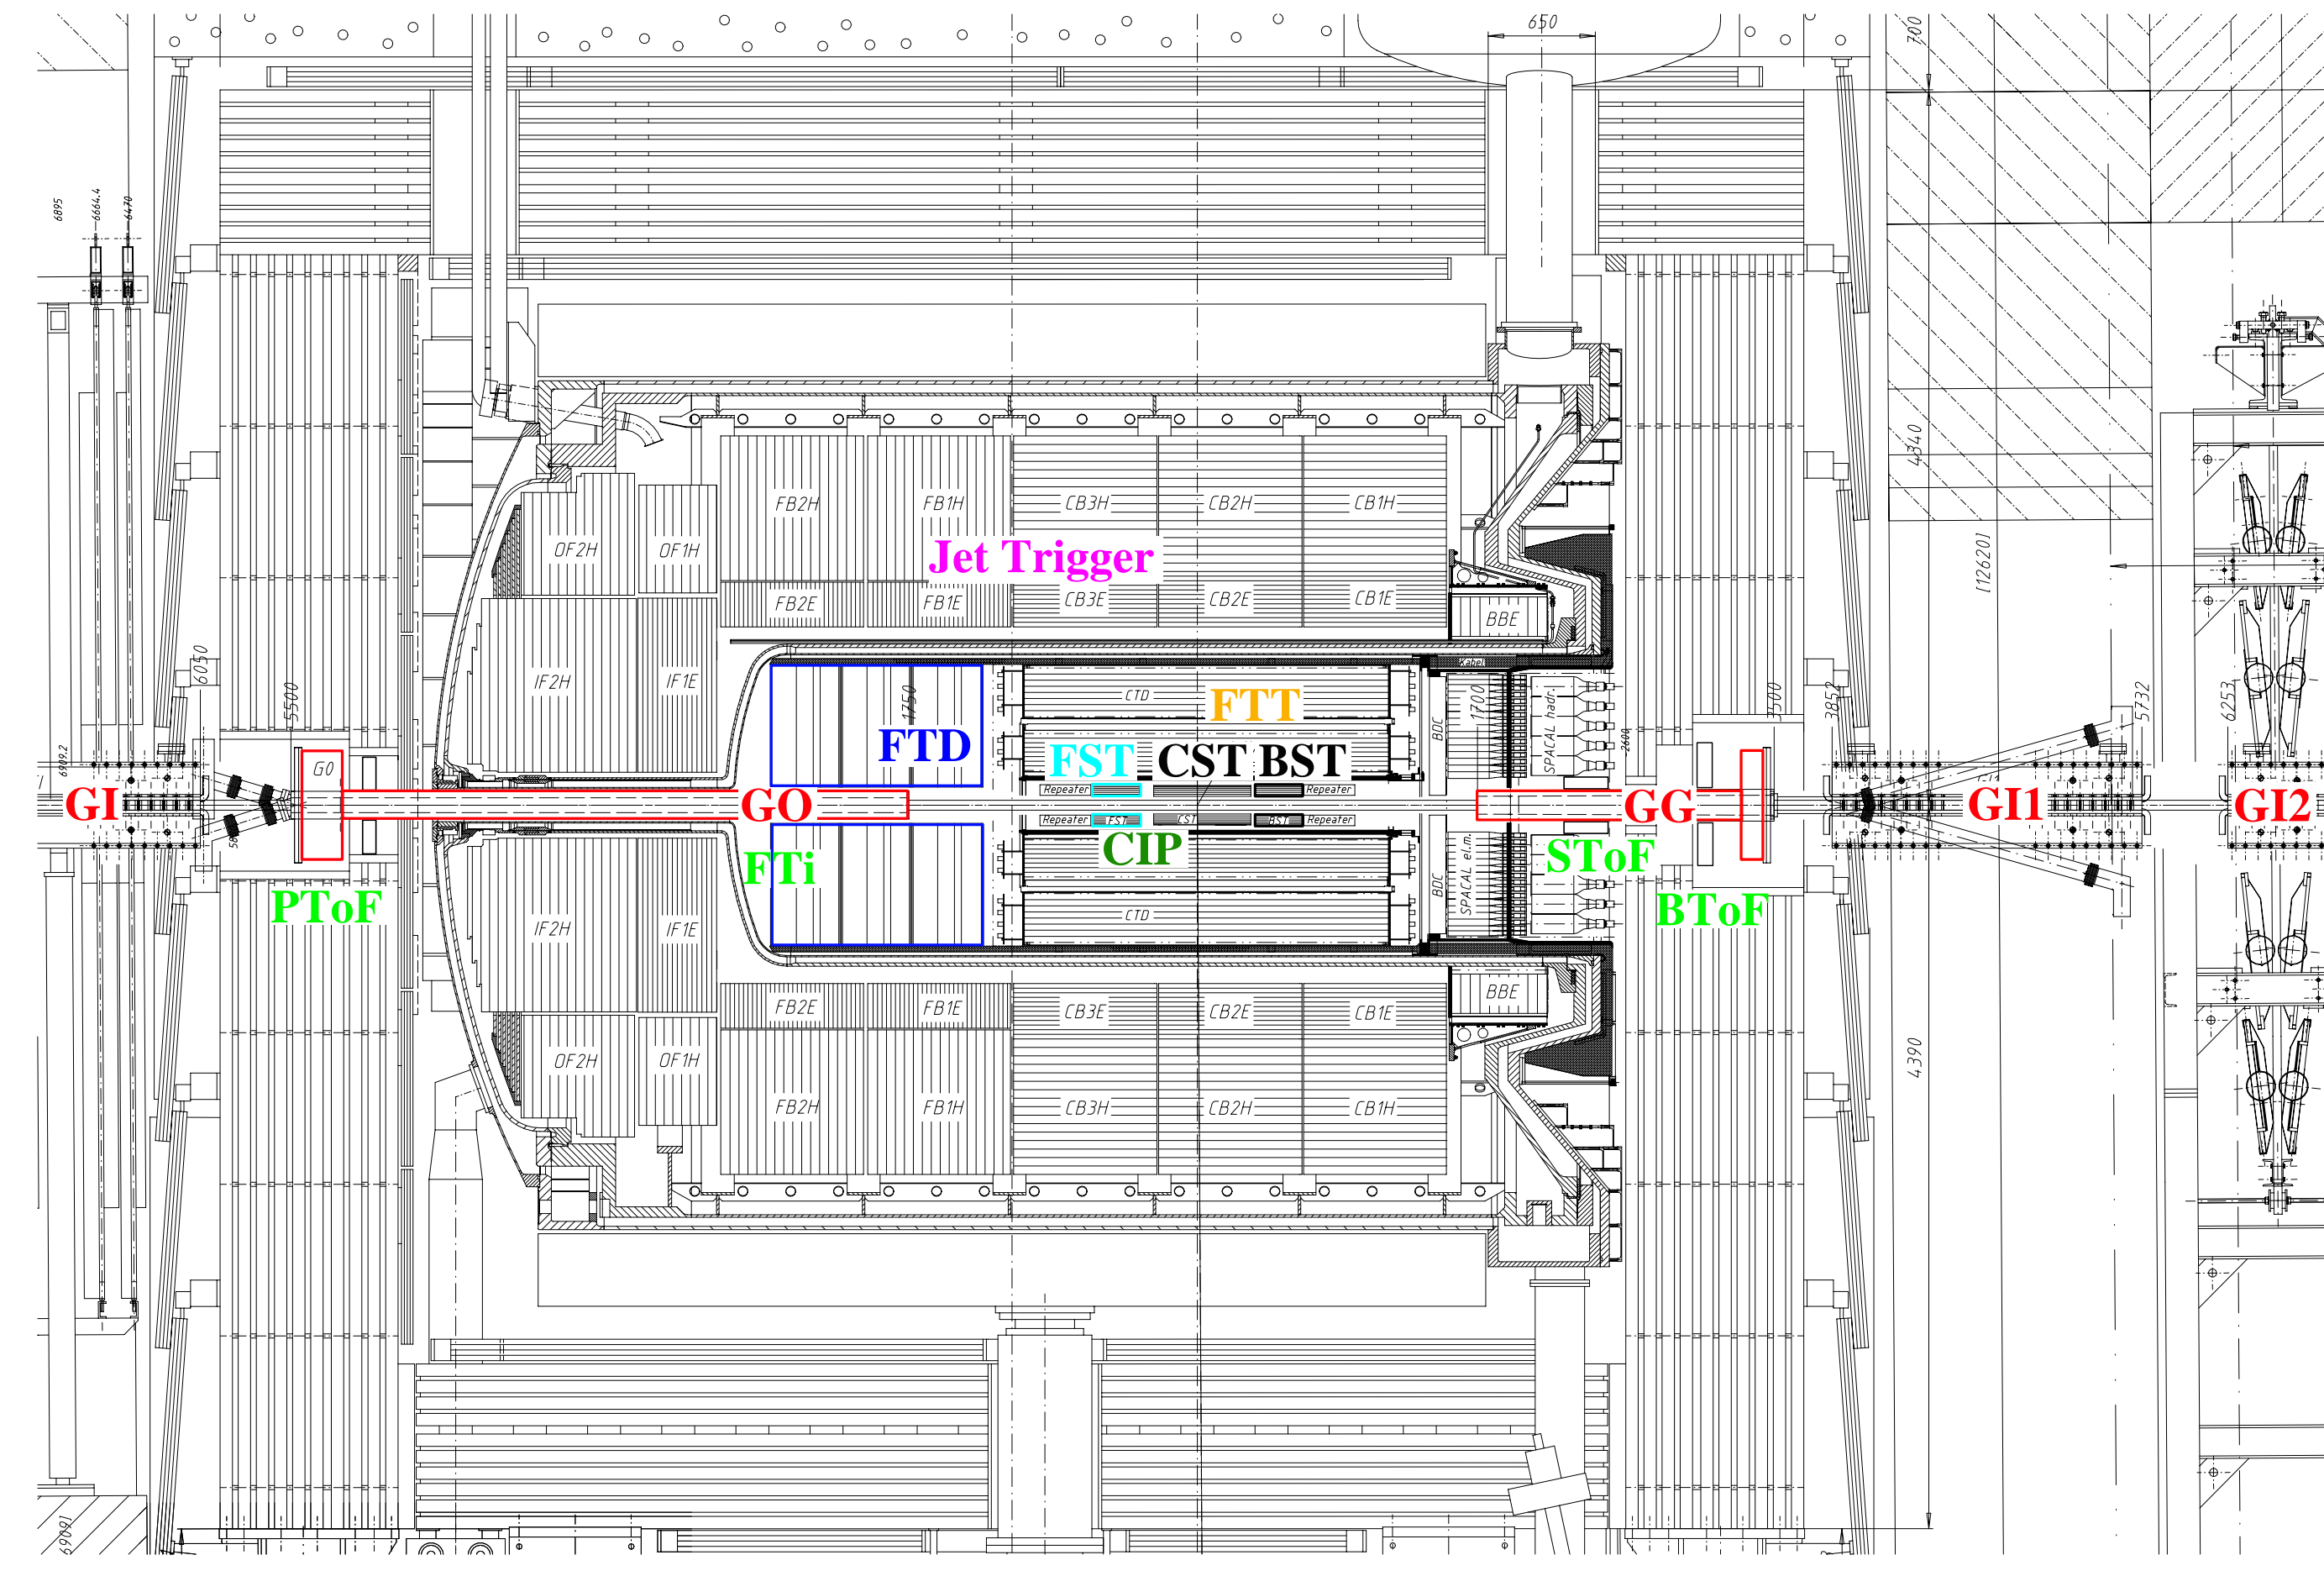 650
700
6895
6664.4
6470
4340
FB2H
FB1H
CB3H
CB2H
CB1H
OF2H
OF1H
Jet Trigger
[12620]
FB2E
FB1E
CB3E
CB2E
CB1E
BBE
6050
5500
IF2H
IF1E
1750
Kabel
CTD
FTT
BDC
1700
SPACAL hadr.
3500
3852
5732
6253
2600
FTD
6909.2
G0
FST
CST
BST
Repeater
Repeater
GI
GO
GG
GI1
GI2
Repeater
FST
CST
BST
Repeater
CIP
FTi
SToF
BDC
SPACAL elm.
PToF
BToF
CTD
IF2H
IF1E
BBE
FB2E
FB1E
CB3E
CB2E
CB1E
OF2H
OF1H
4390
FB2H
FB1H
CB3H
CB2H
CB1H